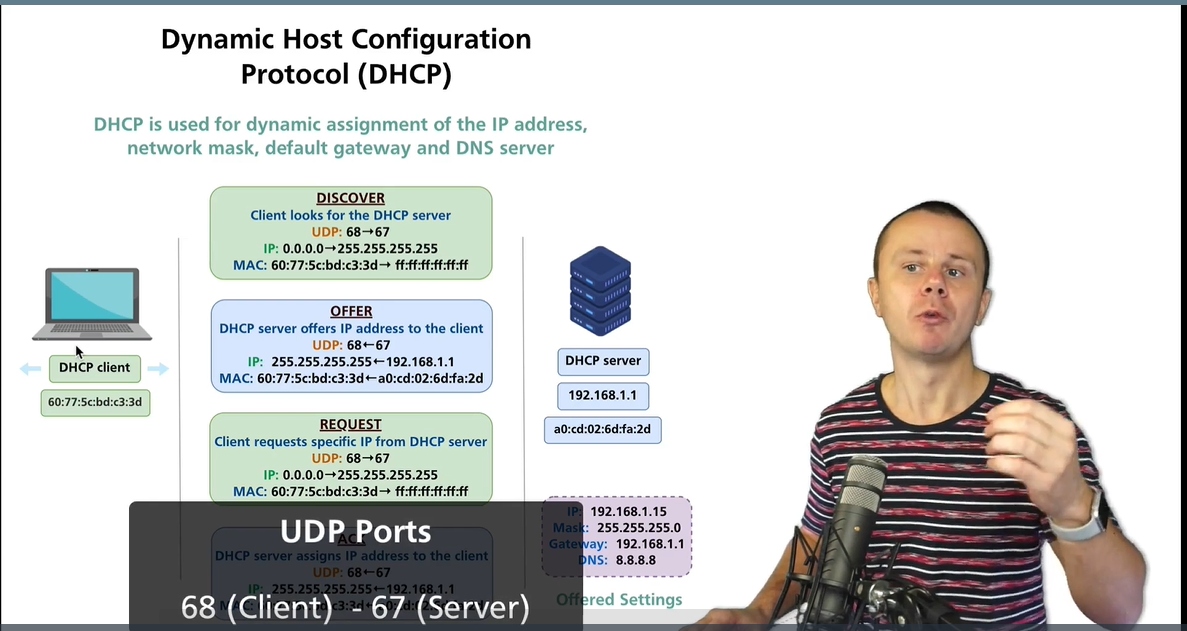 Dynamic Host Configuration
Protocol (DHCP)
DHCP is used for dynamic assignment of the IP address,
network mask, default gateway and DNS server
DISCOVER
Client looks for the DHCP server
UDP: 68→67
IP: 0.0.0.0→255.255.255.255
MAC: 60:77:5c:bd:c3:3d→ ff:ff:ff:ff:ff:ff
OFFER
DHCP server offers IP address to the client
UDP: 68←67
IP: 255.255.255.255←192.168.1.1
MAC: 60:77:5c:bd:c3:3d←a0:cd:02:6d:fa:2d
REQUEST
Client requests specific IP from DHCP server
UDP: 68→67
IP: 0.0.0.0→255.255.255.255
MAC: 60:77:5c:bd:c3:3d→ ff:ff:ff:ff:ff:ff
DHCP server assigns IP address to the client
UDP: 68←67
IP: 255.255.255.255←192.168.1.1
DHCP client
60:77:5c:bd:c3:3d
DHCP server
192.168.1.1
a0:cd:02:6d:fa:2d
IP: 192.168.1.15
Mask: 255.255.255.0
Gateway: 192.168.1.1
DNS: 8.8.8.8
Offered Settings
UDP Ports
68 (Client) - 67 (Server)